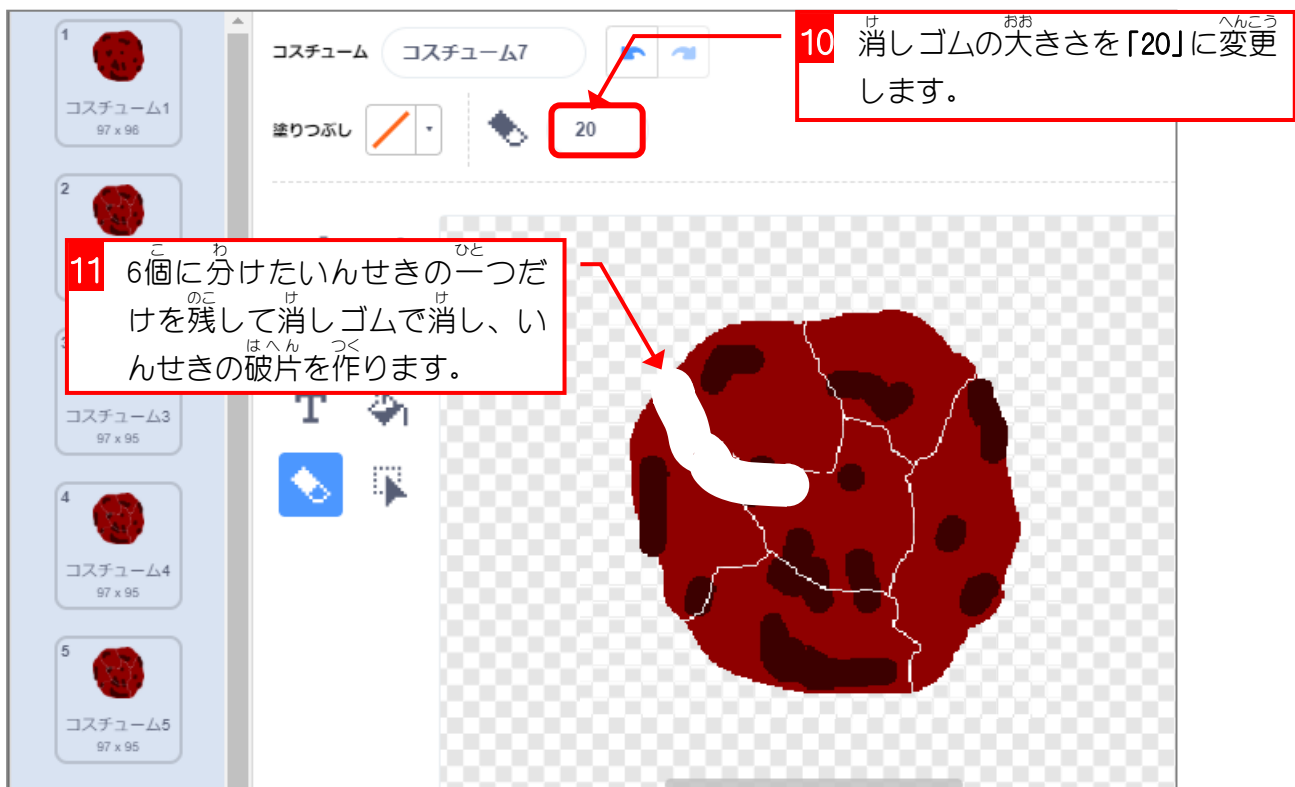 1
コスチューム1
97 x 96
2
3
コスチューム3
97 x 95
4
コスチューム4
97 x 95
5
コスチューム5
97 x 95
コスチューム
コスチューム7
塗りつぶし
20
T
10
け おお へんこう
消しゴムの大きさを「20」に変更
します。
11
こ わ ひと
6個に分けたいんせきの一つだ
のこ け け
けを残して消しゴムで消し、い
はへん つく
んせきの破片を作ります。